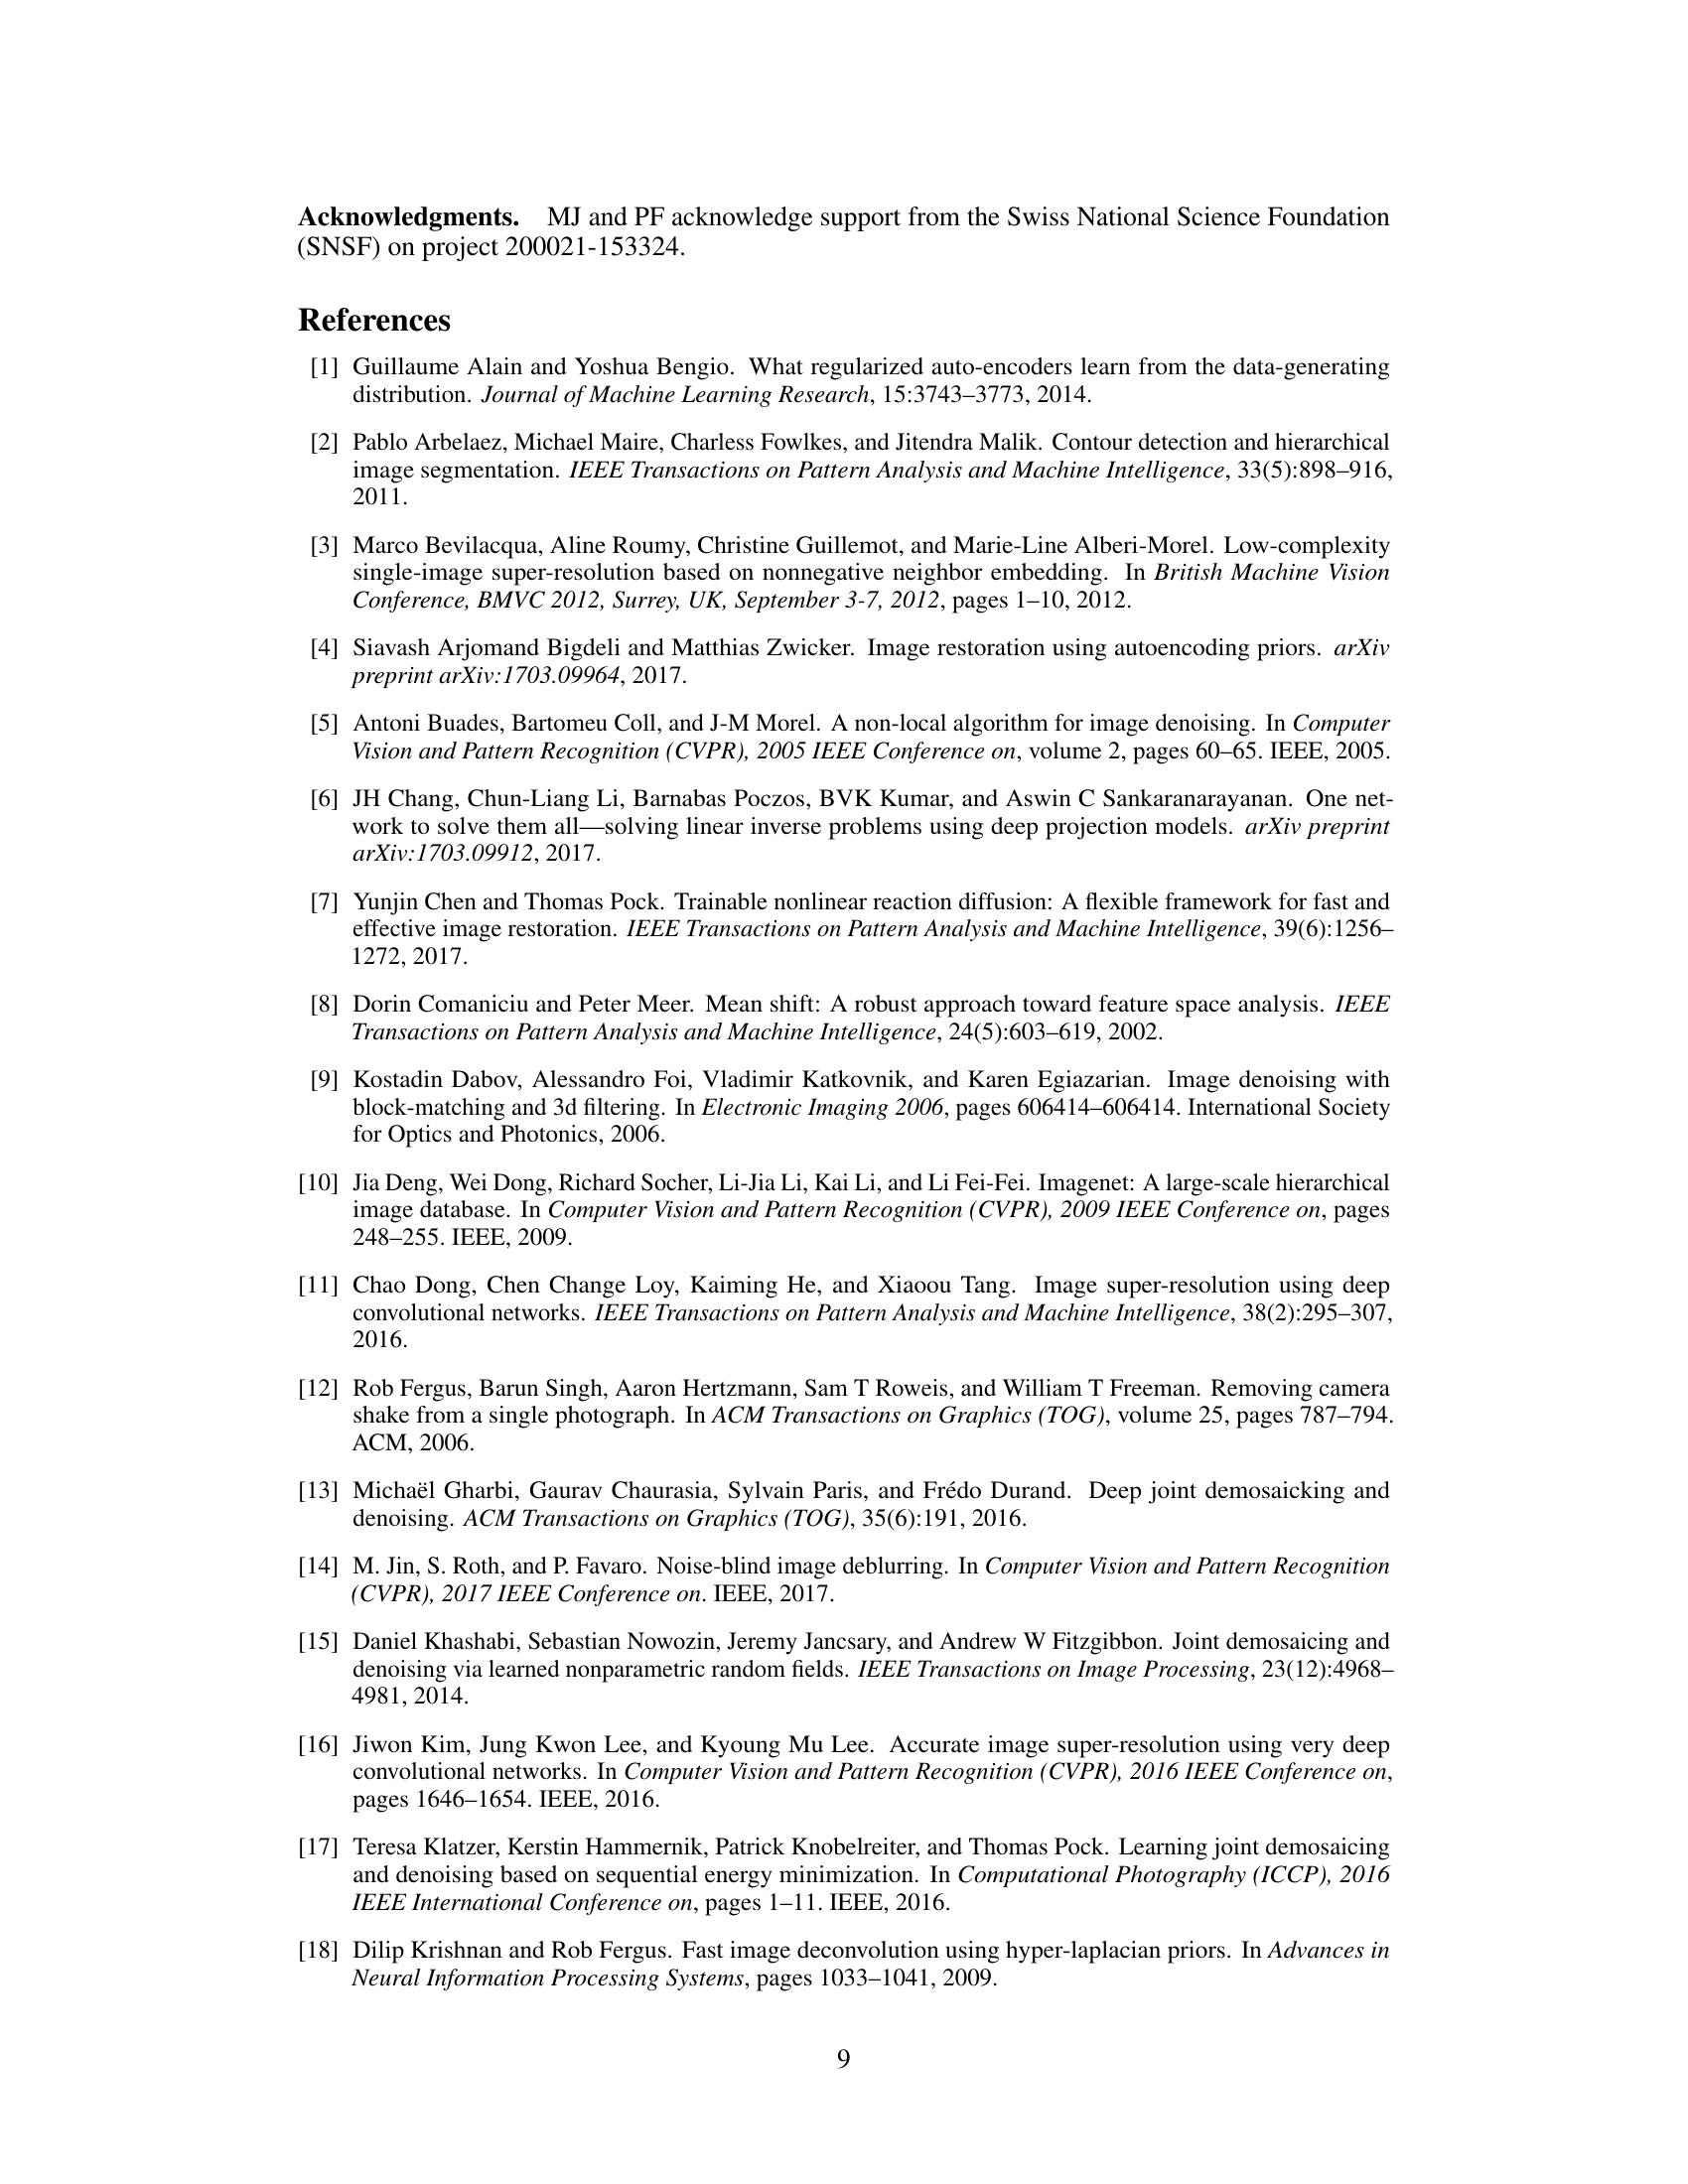 Acknowledgments. MJ and PF acknowledge support from the Swiss National Science Foundation
(SNSF) on project 200021-153324.
References
[1] Guillaume Alain and Yoshua Bengio. What regularized auto-encoders learn from the data-generating
distribution. Journal of Machine Learning Research, 15:3743–3773, 2014.
[2] Pablo Arbelaez, Michael Maire, Charless Fowlkes, and Jitendra Malik. Contour detection and hierarchical
image segmentation. IEEE Transactions on Pattern Analysis and Machine Intelligence, 33(5):898–916,
2011.
[3] Marco Bevilacqua, Aline Roumy, Christine Guillemot, and Marie-Line Alberi-Morel. Low-complexity
single-image super-resolution based on nonnegative neighbor embedding. In British Machine Vision
Conference, BMVC 2012, Surrey, UK, September 3-7, 2012, pages 1–10, 2012.
[4] Siavash Arjomand Bigdeli and Matthias Zwicker. Image restoration using autoencoding priors. arXiv
preprint arXiv:1703.09964, 2017.
[5] Antoni Buades, Bartomeu Coll, and J-M Morel. A non-local algorithm for image denoising. In Computer
Vision and Pattern Recognition (CVPR), 2005 IEEE Conference on, volume 2, pages 60–65. IEEE, 2005.
[6] JH Chang, Chun-Liang Li, Barnabas Poczos, BVK Kumar, and Aswin C Sankaranarayanan. One net-
work to solve them all—solving linear inverse problems using deep projection models. arXiv preprint
arXiv:1703.09912, 2017.
[7] Yunjin Chen and Thomas Pock. Trainable nonlinear reaction diffusion: A flexible framework for fast and
effective image restoration. IEEE Transactions on Pattern Analysis and Machine Intelligence, 39(6):1256–
1272, 2017.
[8] Dorin Comaniciu and Peter Meer. Mean shift: A robust approach toward feature space analysis. IEEE
Transactions on Pattern Analysis and Machine Intelligence, 24(5):603–619, 2002.
[9] Kostadin Dabov, Alessandro Foi, Vladimir Katkovnik, and Karen Egiazarian. Image denoising with
block-matching and 3d filtering. In Electronic Imaging 2006, pages 606414–606414. International Society
for Optics and Photonics, 2006.
[10] Jia Deng, Wei Dong, Richard Socher, Li-Jia Li, Kai Li, and Li Fei-Fei. Imagenet: A large-scale hierarchical
image database. In Computer Vision and Pattern Recognition (CVPR), 2009 IEEE Conference on, pages
248–255. IEEE, 2009.
[11] Chao Dong, Chen Change Loy, Kaiming He, and Xiaoou Tang. Image super-resolution using deep
convolutional networks. IEEE Transactions on Pattern Analysis and Machine Intelligence, 38(2):295–307,
2016.
[12] Rob Fergus, Barun Singh, Aaron Hertzmann, Sam T Roweis, and William T Freeman. Removing camera
shake from a single photograph. In ACM Transactions on Graphics (TOG), volume 25, pages 787–794.
ACM, 2006.
[13] Michaël Gharbi, Gaurav Chaurasia, Sylvain Paris, and Frédo Durand. Deep joint demosaicking and
denoising. ACM Transactions on Graphics (TOG), 35(6):191, 2016.
[14] M. Jin, S. Roth, and P. Favaro. Noise-blind image deblurring. In Computer Vision and Pattern Recognition
(CVPR), 2017 IEEE Conference on. IEEE, 2017.
[15] Daniel Khashabi, Sebastian Nowozin, Jeremy Jancsary, and Andrew W Fitzgibbon. Joint demosaicing and
denoising via learned nonparametric random fields. IEEE Transactions on Image Processing, 23(12):4968–
4981, 2014.
[16] Jiwon Kim, Jung Kwon Lee, and Kyoung Mu Lee. Accurate image super-resolution using very deep
convolutional networks. In Computer Vision and Pattern Recognition (CVPR), 2016 IEEE Conference on,
pages 1646–1654. IEEE, 2016.
[17] Teresa Klatzer, Kerstin Hammernik, Patrick Knobelreiter, and Thomas Pock. Learning joint demosaicing
and denoising based on sequential energy minimization. In Computational Photography (ICCP), 2016
IEEE International Conference on, pages 1–11. IEEE, 2016.
[18] Dilip Krishnan and Rob Fergus. Fast image deconvolution using hyper-laplacian priors. In Advances in
Neural Information Processing Systems, pages 1033–1041, 2009.
9